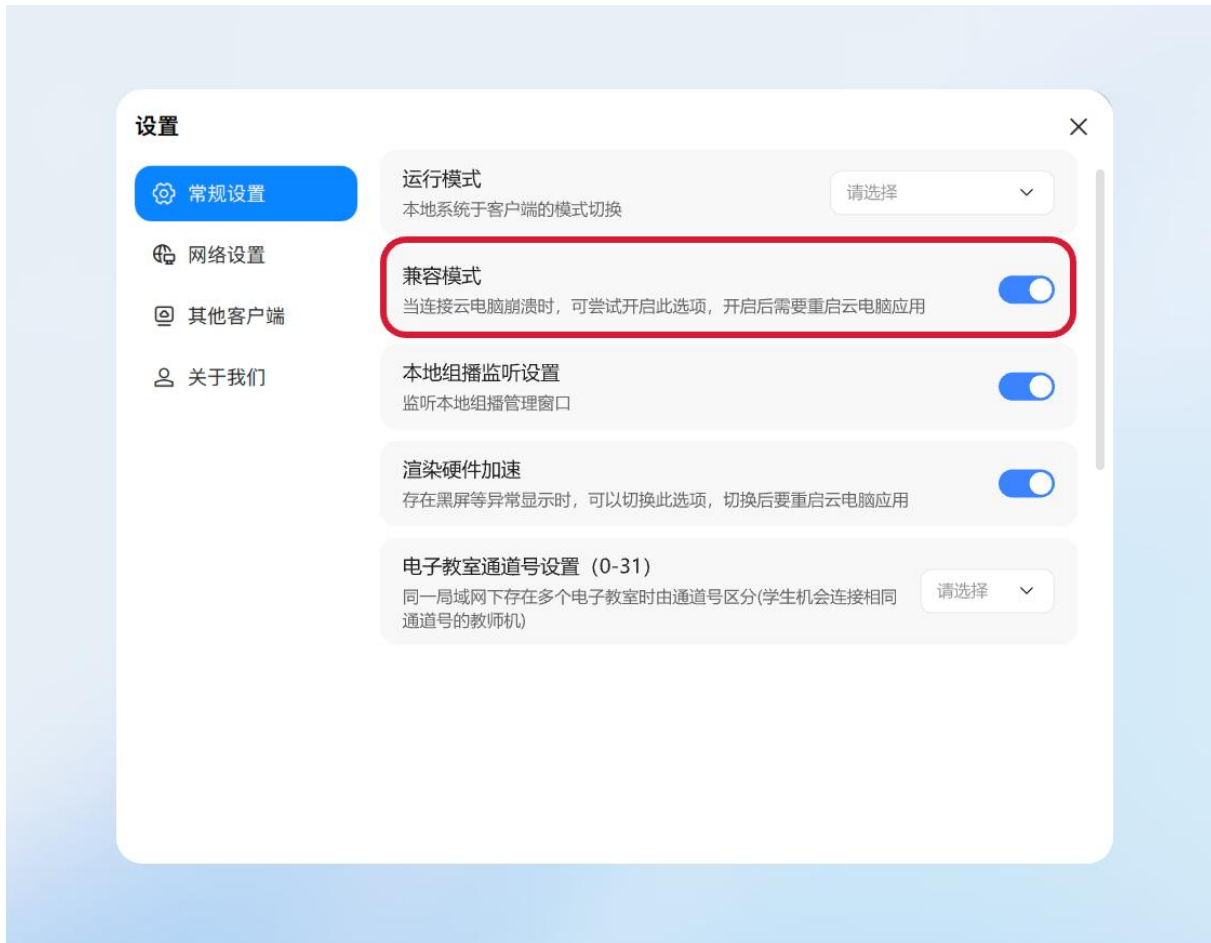 设置
常规设置
网络设置
其他客户端
关于我们
运行模式
本地系统于客户端的模式切换
请选择
兼容模式
当连接云电脑崩溃时，可尝试开启此选项，开启后需要重启云电脑应用
本地组播监听设置
监听本地组播管理窗口
渲染硬件加速
存在黑屏等异常显示时，可以切换此选项，切换后要重启云电脑应用
电子教室通道号设置（0-31）
同一局域网下存在多个电子教室时由通道号区分(学生机会连接相同
通道号的教师机)
请选择